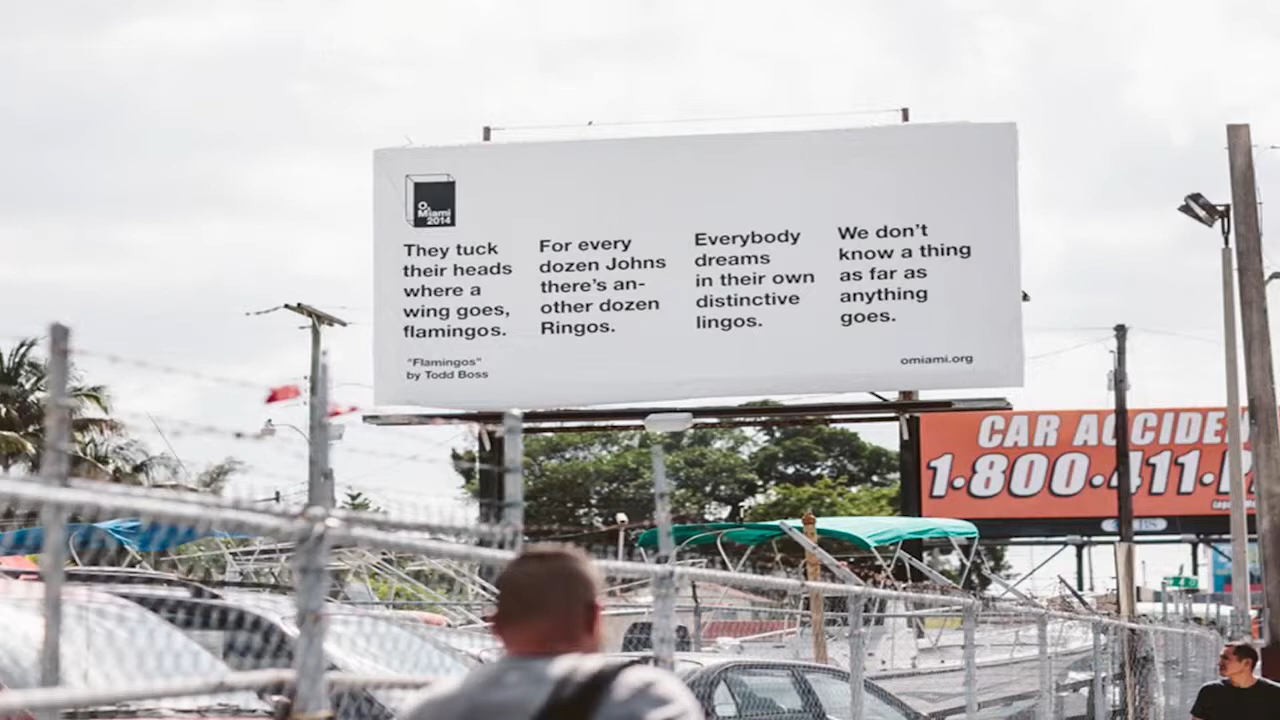 O,
Miami
2014
They tuck
their heads
where a
wing goes,
flamingos.
For every
dozen Johns
there's an-
other dozen
Ringos.
Everybody
dreams
in their own
distinctive
lingos.
We don't
know a thing
as far as
anything
goes.
"Flamingos"
by Todd Boss
omiami.org
CAR ACCIDE
1·800·411·P